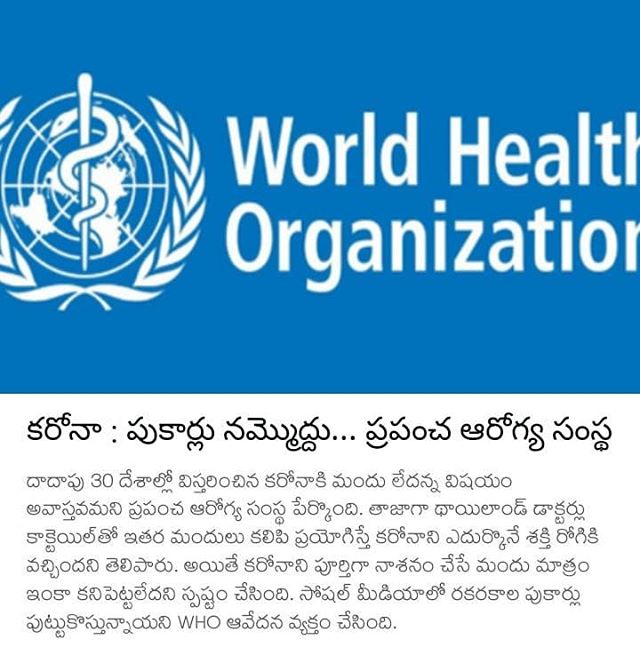 World Health
Organization
కరోనా : పుకార్లు నమ్మొద్దు... ప్రపంచ ఆరోగ్య సంస్థ
దాదాపు 30 దేశాల్లో విస్తరించిన కరోనాకి మందు లేదన్న విషయం
అవాస్తవమని ప్రపంచ ఆరోగ్య సంస్థ పేర్కొంది. తాజాగా థాయిలాండ్ డాక్టర్లు
కాక్టెయిల్‌తో ఇతర మందులు కలిపి ప్రయోగిస్తే కరోనాని ఎదుర్కొనే శక్తి రోగికి
వచ్చిందని తెలిపారు. అయితే కరోనాని పూర్తిగా నాశనం చేసే మందు మాత్రం
ఇంకా కనిపెట్టలేదని స్పష్టం చేసింది. సోషల్ మీడియాలో రకరకాల పుకార్లు
పుట్టుకొస్తున్నాయని WHO ఆవేదన వ్యక్తం చేసింది.